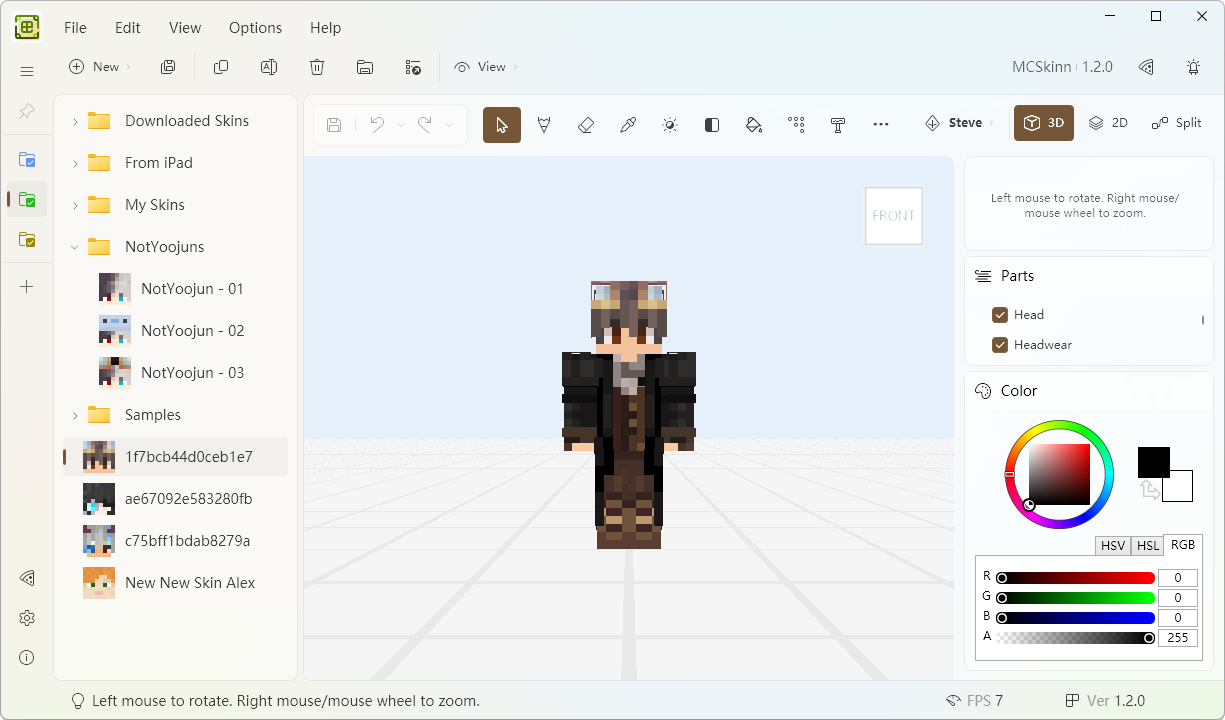 File Edit View Options Help
New View MCSkinn 1.2.0
Downloaded Skins
From iPad
My Skins
NotYoojuns
NotYoojun - 01
NotYoojun - 02
NotYoojun - 03
Samples
1f7bcb44d0ceb1e7
ae67092e583280fb
c75bff1bdab8279a
New New Skin Alex
Steve 3D 2D Split
FRONT
Left mouse to rotate. Right mouse/
mouse wheel to zoom.
Parts
Head
Headwear
Color
HSV HSL RGB
R 0
G 0
B 0
A 255
Left mouse to rotate. Right mouse/mouse wheel to zoom.
FPS 7
Ver 1.2.0